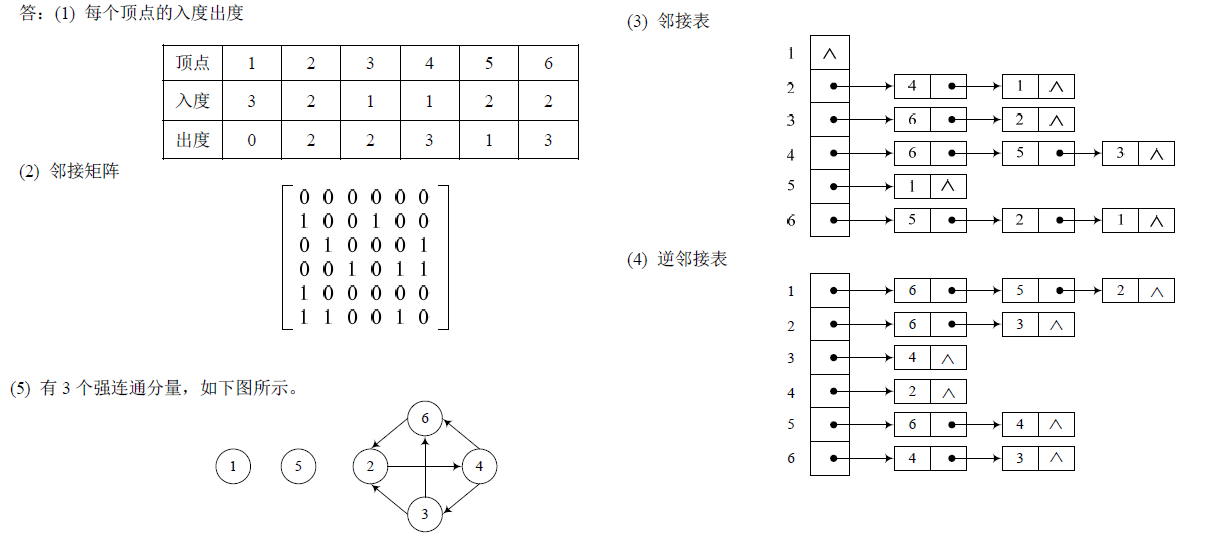 答：(1) 每个顶点的入度出度
顶点 1 2 3 4 5 6
入度 3 2 1 1 2 2
出度 0 2 2 3 1 3
(2) 邻接矩阵
0 0 0 0 0 0
1 0 0 1 0 0
0 1 0 0 0 1
0 0 1 0 1 1
1 0 0 0 0 0
1 1 0 0 1 0
(5) 有 3 个强连通分量，如下图所示。
6
1 5 2 4
3
(3) 邻接表
1 ∧
2 4 1 ∧
3 6 2 ∧
4 6 5 3 ∧
5 1 ∧
6 5 2 1 ∧
(4) 逆邻接表
1 6 5 2 ∧
2 6 3 ∧
3 4 ∧
4 2 ∧
5 6 4 ∧
6 4 3 ∧